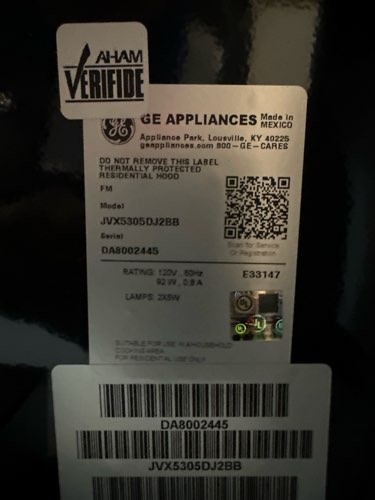 AHAM
VERIFIDE
GE APPLIANCES Made in
MEXICO
Appliance Park, Lousville, KY 40225
geappliances.com 800-GE-CARES
DO NOT REMOVE THIS LABEL
THERMALLY PROTECTED
RESIDENTIAL HOOD
FM
Model
JVX5305DJ2BB
Serial
DA8002445
Scan for Service
Or Registration
RATING: 120V, 60Hz
92 W, 0.8 A
E33147
LAMPS: 2X5W
SUITABLE FOR USE IN A HOUSEHOLD
COOKING AREA
FOR RESIDENTIAL USE ONLY
DA8002445
JVX5305DJ2BB